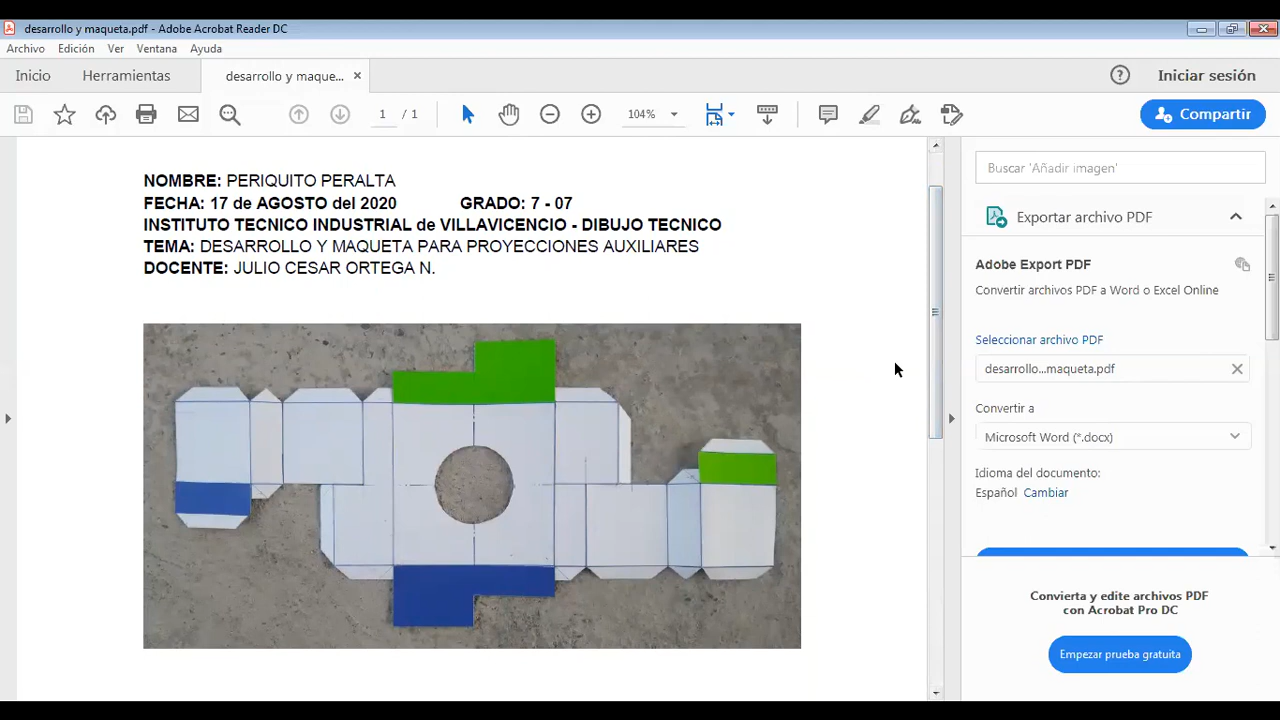 desarrollo y maqueta.pdf - Adobe Acrobat Reader DC
Archivo Edición Ver Ventana Ayuda
Inicio Herramientas desarrollo y maque... Iniciar sesión
1 / 1 104% Compartir
NOMBRE: PERIQUITO PERALTA
FECHA: 17 de AGOSTO del 2020 GRADO: 7 - 07
INSTITUTO TECNICO INDUSTRIAL de VILLAVICENCIO - DIBUJO TECNICO
TEMA: DESARROLLO Y MAQUETA PARA PROYECCIONES AUXILIARES
DOCENTE: JULIO CESAR ORTEGA N.
Buscar 'Añadir imagen'
Exportar archivo PDF
Adobe Export PDF
Convertir archivos PDF a Word o Excel Online
Seleccionar archivo PDF
desarrollo...maqueta.pdf
Convertir a
Microsoft Word (*.docx)
Idioma del documento:
Español Cambiar
Convierta y edite archivos PDF
con Acrobat Pro DC
Empezar prueba gratuita